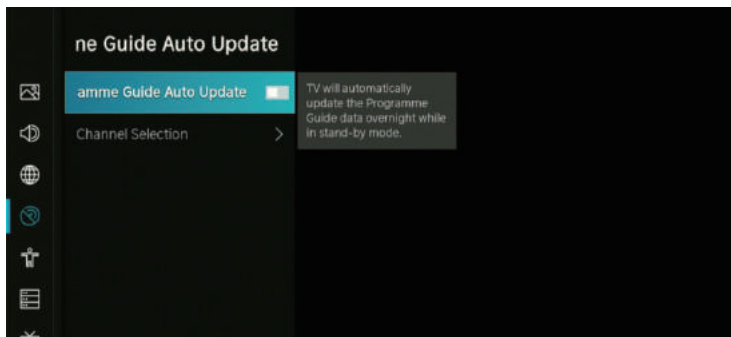 ne Guide Auto Update
amme Guide Auto Update
TV will automatically
update the Programme
Guide data overnight while
in stand-by mode.
Channel Selection